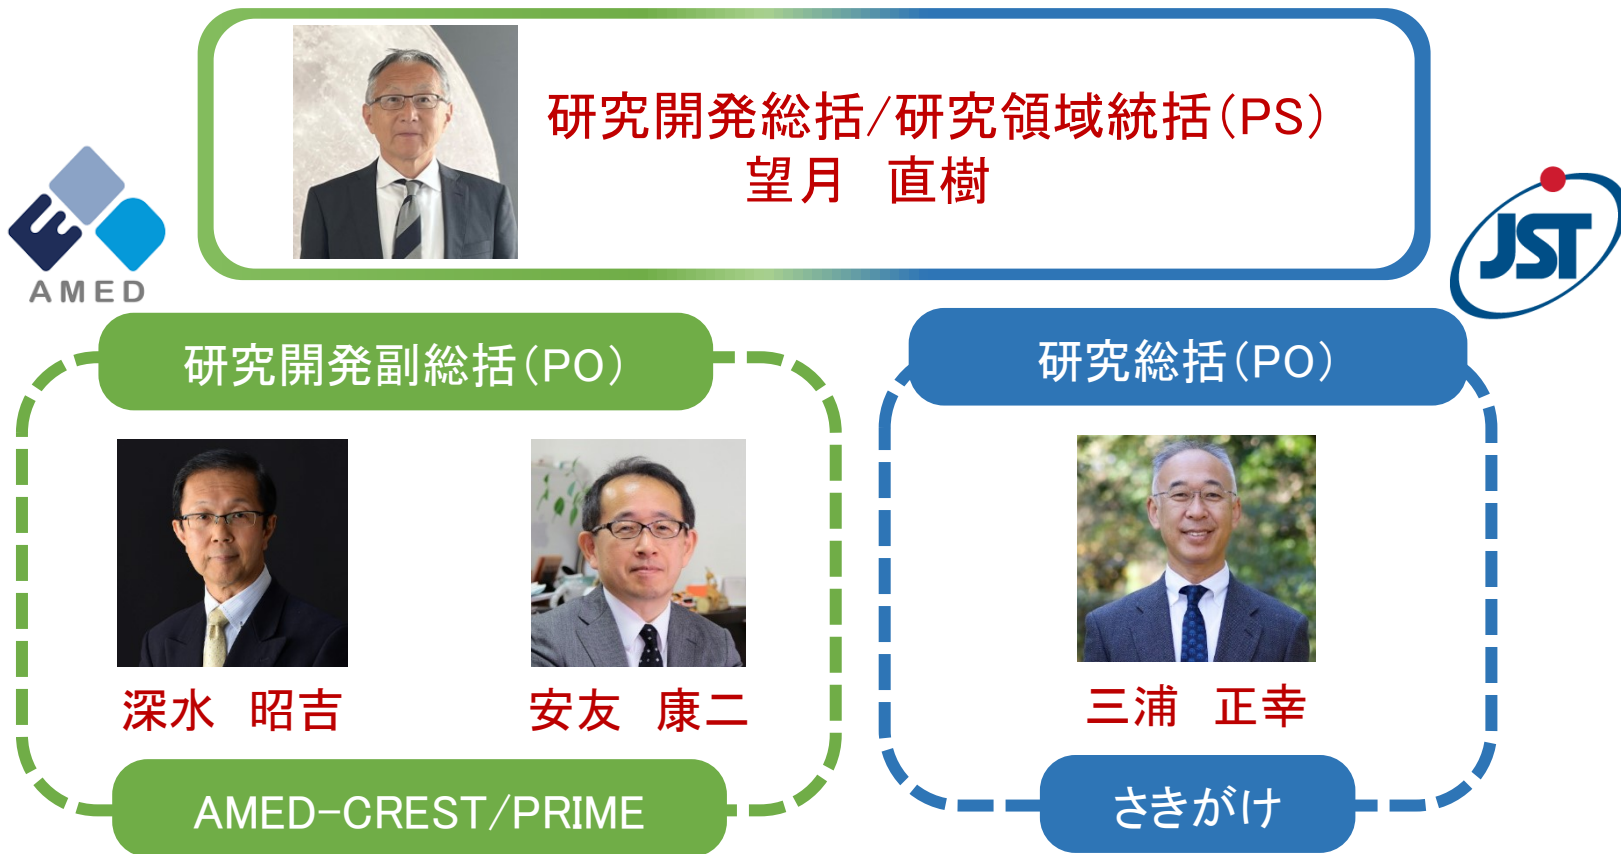 研究開発総括/研究領域統括(PS)
望月　直樹
AMED
JST
研究開発副総括(PO)
研究総括(PO)
深水　昭吉
安友　康二
三浦　正幸
AMED-CREST/PRIME
さきがけ